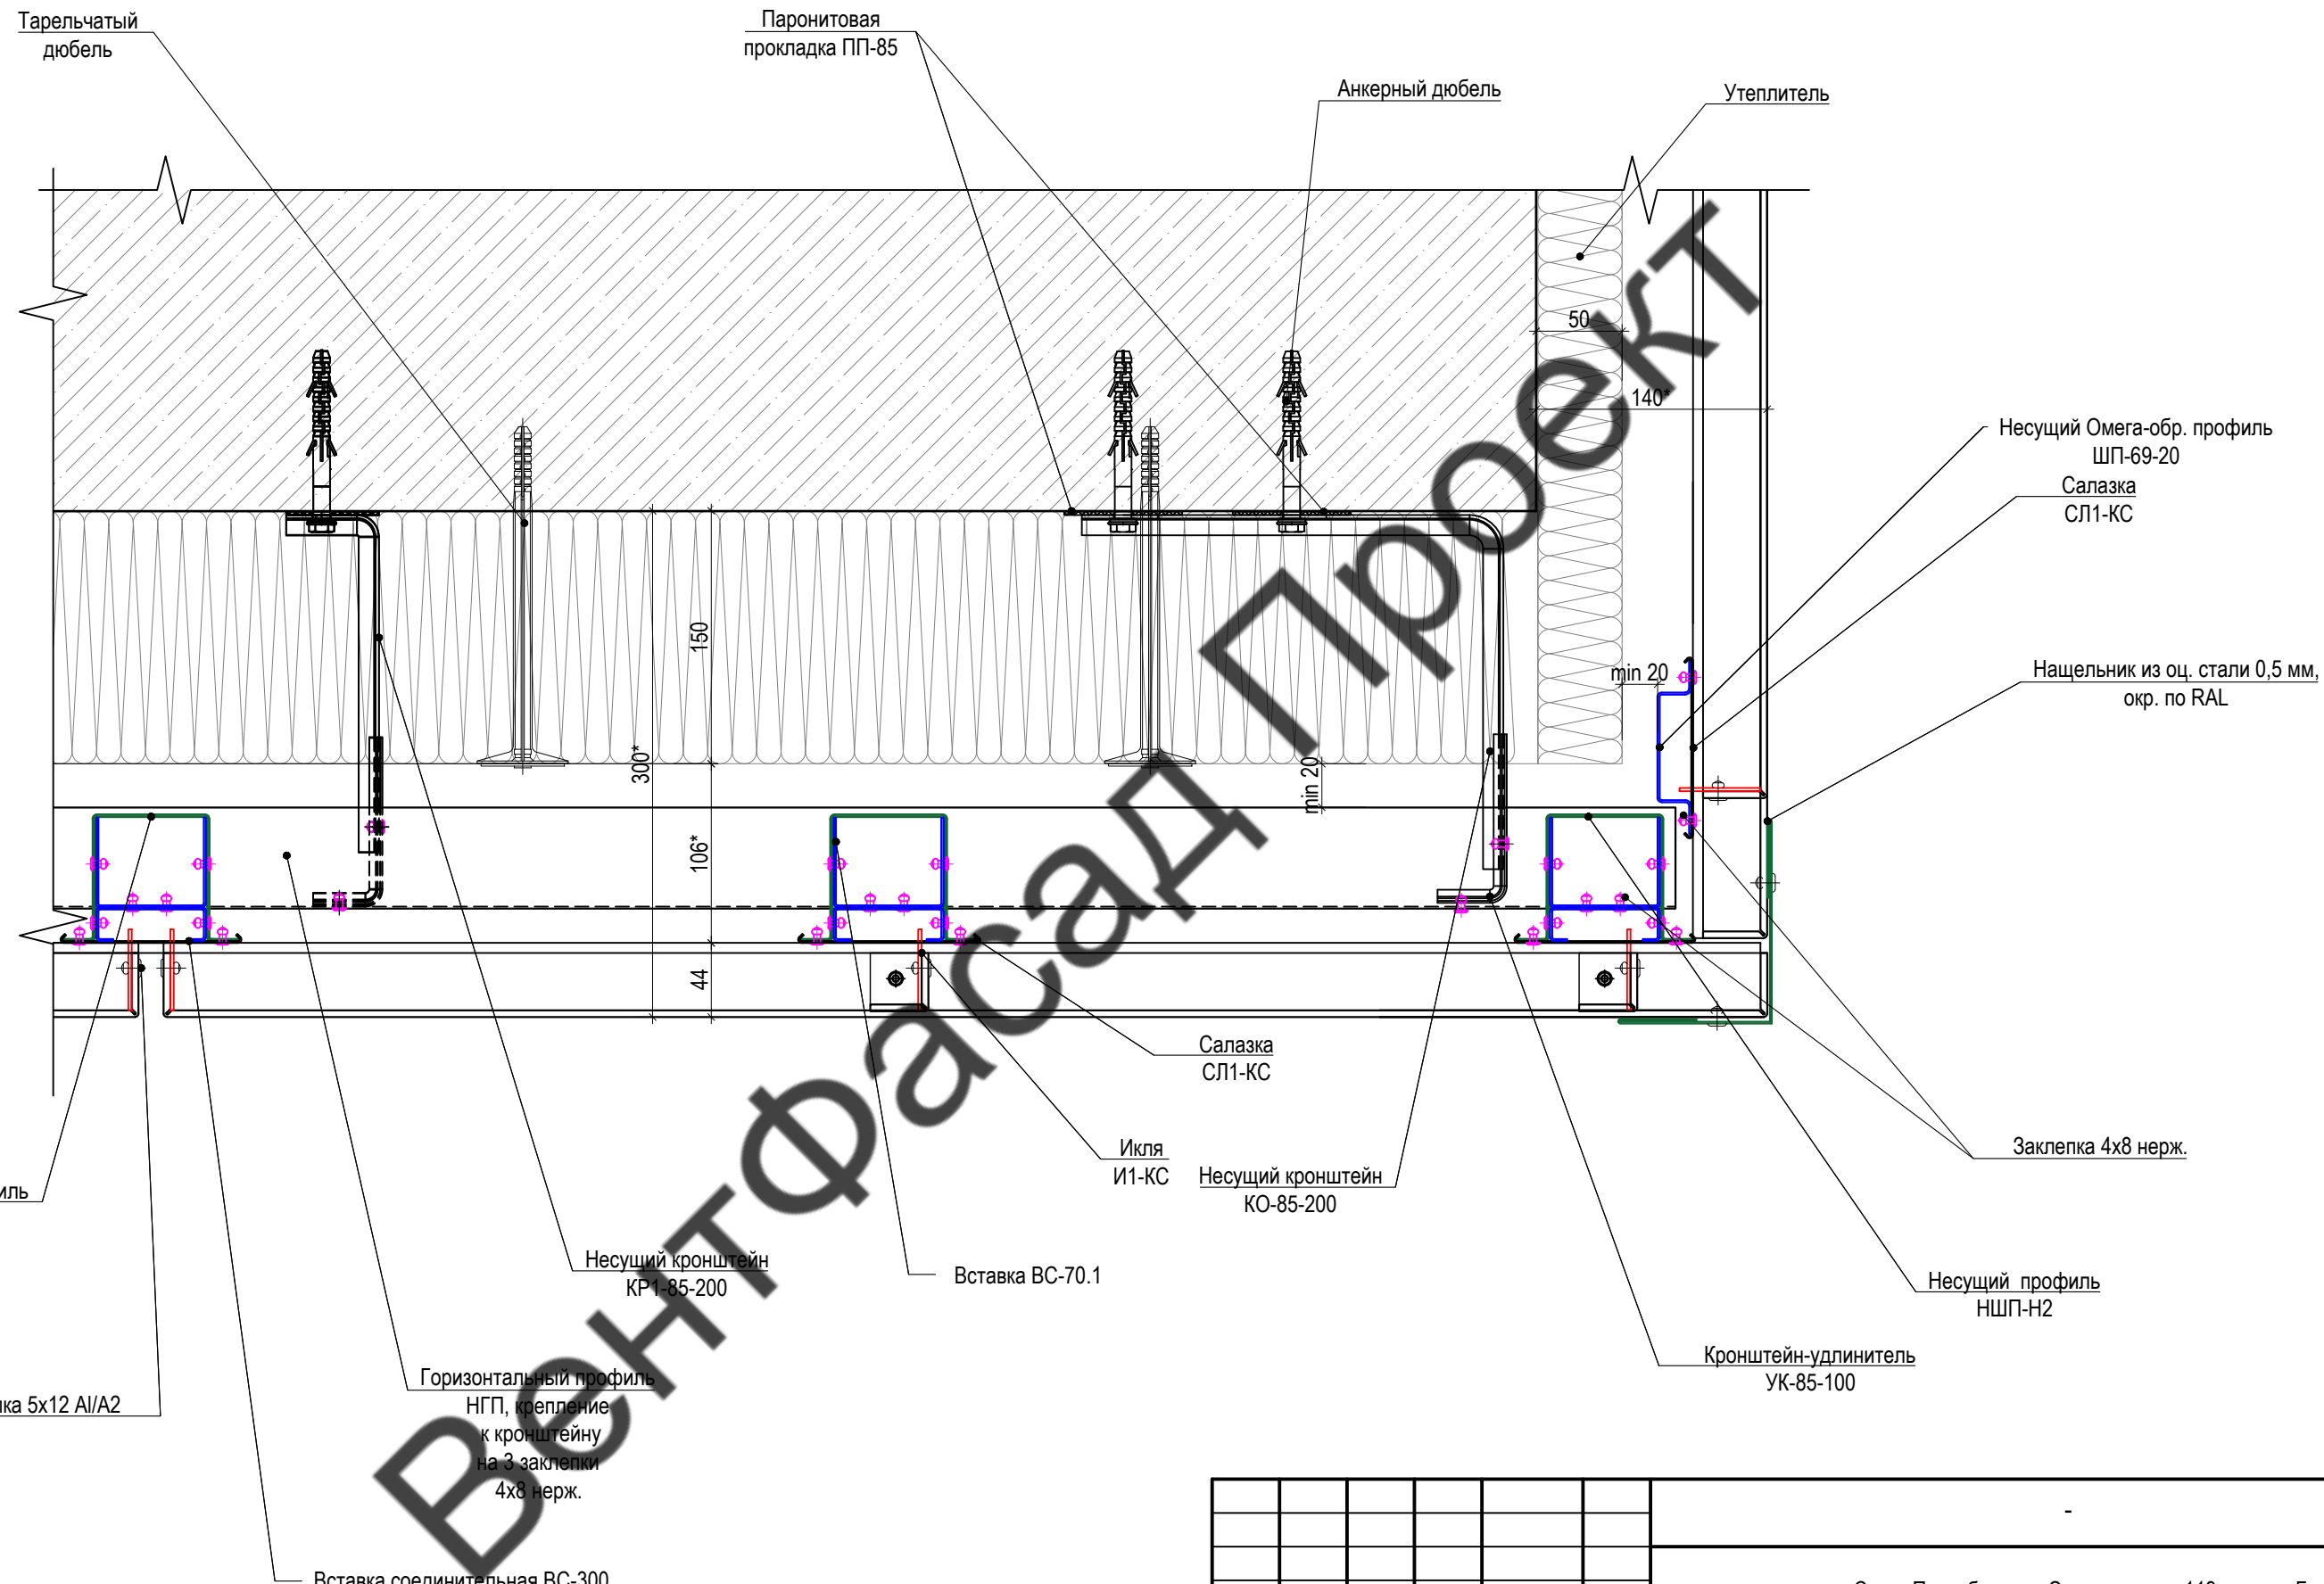 Тарельчатый
дюбель
Паронитовая
прокладка ПП-85
Анкерный дюбель
Утеплитель
50
140*
Несущий Омега-обр. профиль
ШП-69-20
Салазка
СЛ1-КС
Нащельник из оц. стали 0,5 мм,
окр. по RAL
min 20
150
300*
min 20
106*
44
Салазка
СЛ1-КС
Икля
И1-КС
Несущий кронштейн
КО-85-200
Заклепка 4х8 нерж.
Несущий кронштейн
КР1-85-200
Вставка ВС-70.1
Несущий профиль
НШП-Н2
Кронштейн-удлинитель
УК-85-100
Горизонтальный профиль
НГП, крепление
к кронштейну
на 3 заклепки
4х8 нерж.
5х12 Al/A2
Вставка соединительная ВС-300
-
ВентФасад Проект